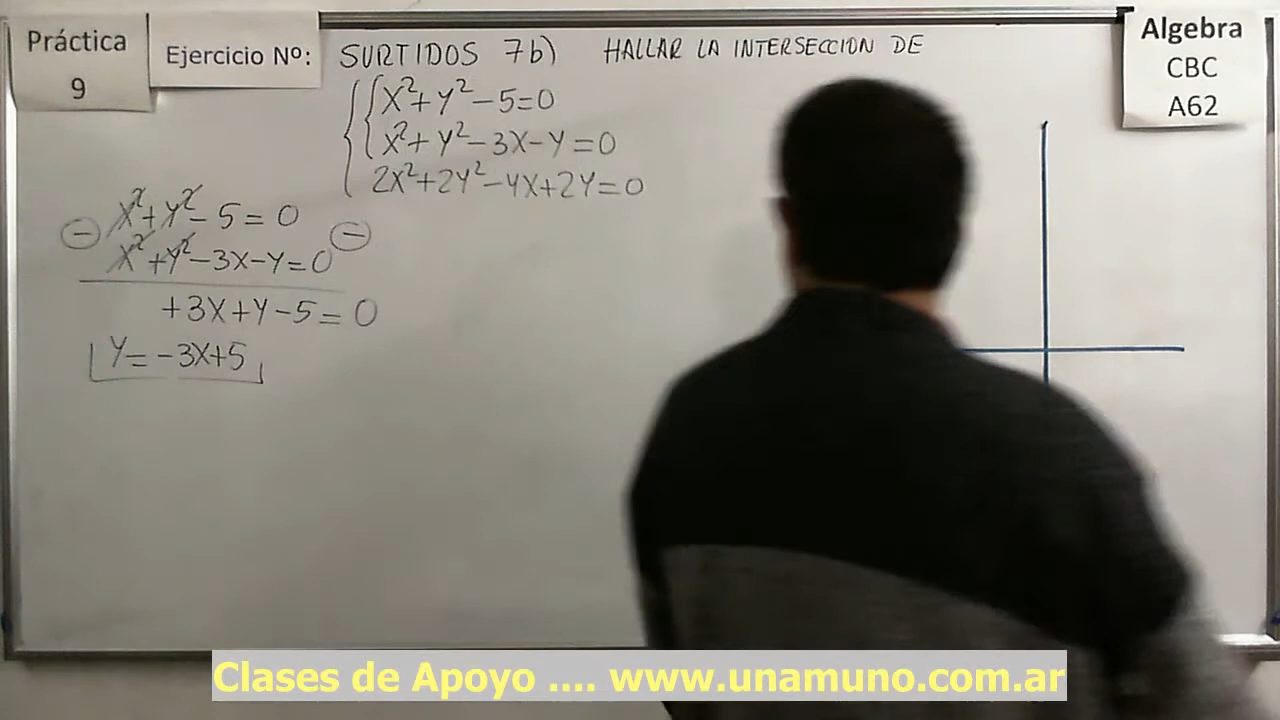 Práctica
9
Ejercicio Nº:
SURTIDOS 7b) HALLAR LA INTERSECCION DE
Algebra
CBC
A62
X²+Y²-5=0
X²+Y²-3X-Y=0
2X²+2Y²-4X+2Y=0
X²+Y²-5=0
X²+Y²-3X-Y=0
+3X+Y-5=0
Y=-3X+5
Clases de Apoyo .... www.unamuno.com.ar